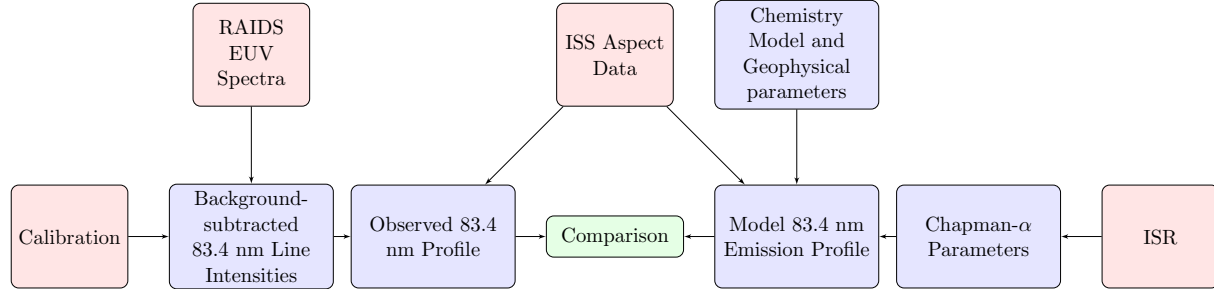 RAIDS
EUV
Spectra
ISS Aspect
Data
Chemistry
Model and
Geophysical
parameters
Calibration
Background-
subtracted
83.4 nm Line
Intensities
Observed 83.4
nm Profile
Comparison
Model 83.4 nm
Emission Profile
Chapman-α
Parameters
ISR